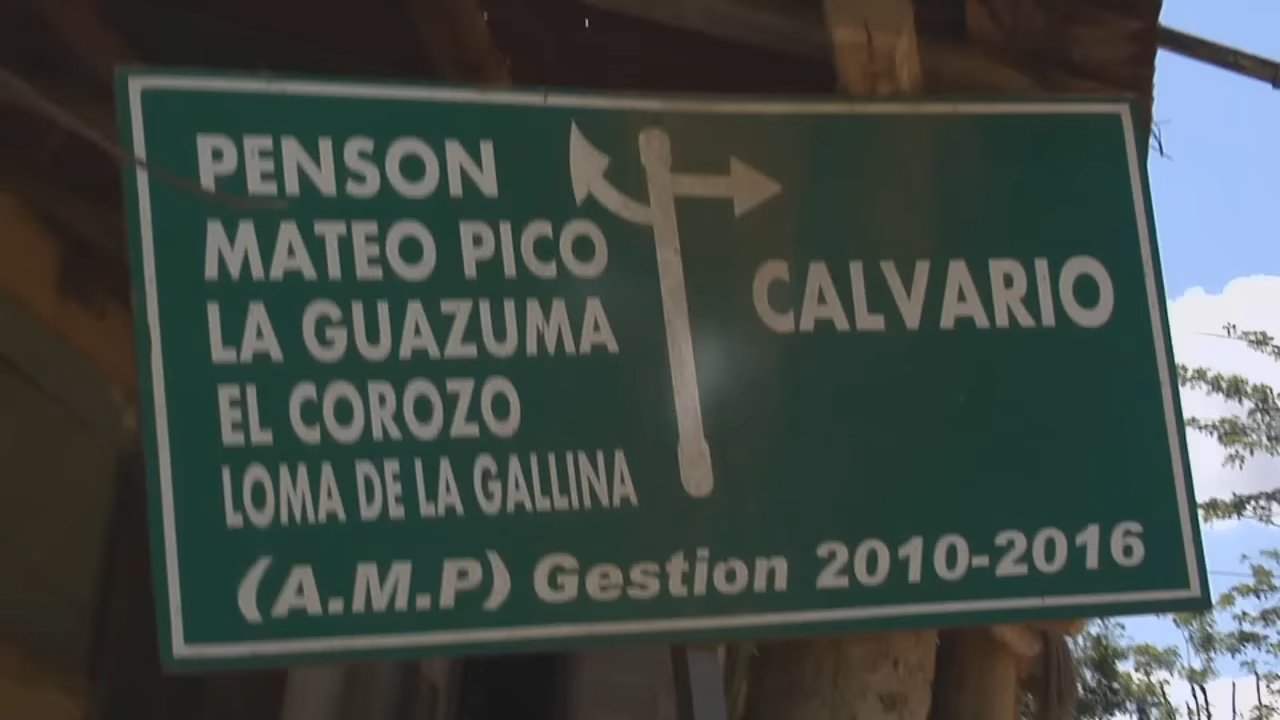 PENSON
MATEO PICO
LA GUAZUMA
EL COROZO
LOMA DE LA GALLINA
CALVARIO
(A.M.P) Gestion 2010-2016